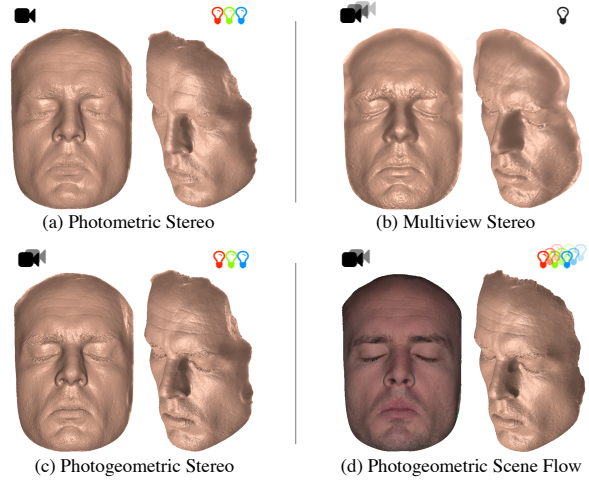 (a) Photometric Stereo
(b) Multiview Stereo
(c) Photogeometric Stereo
(d) Photogeometric Scene Flow